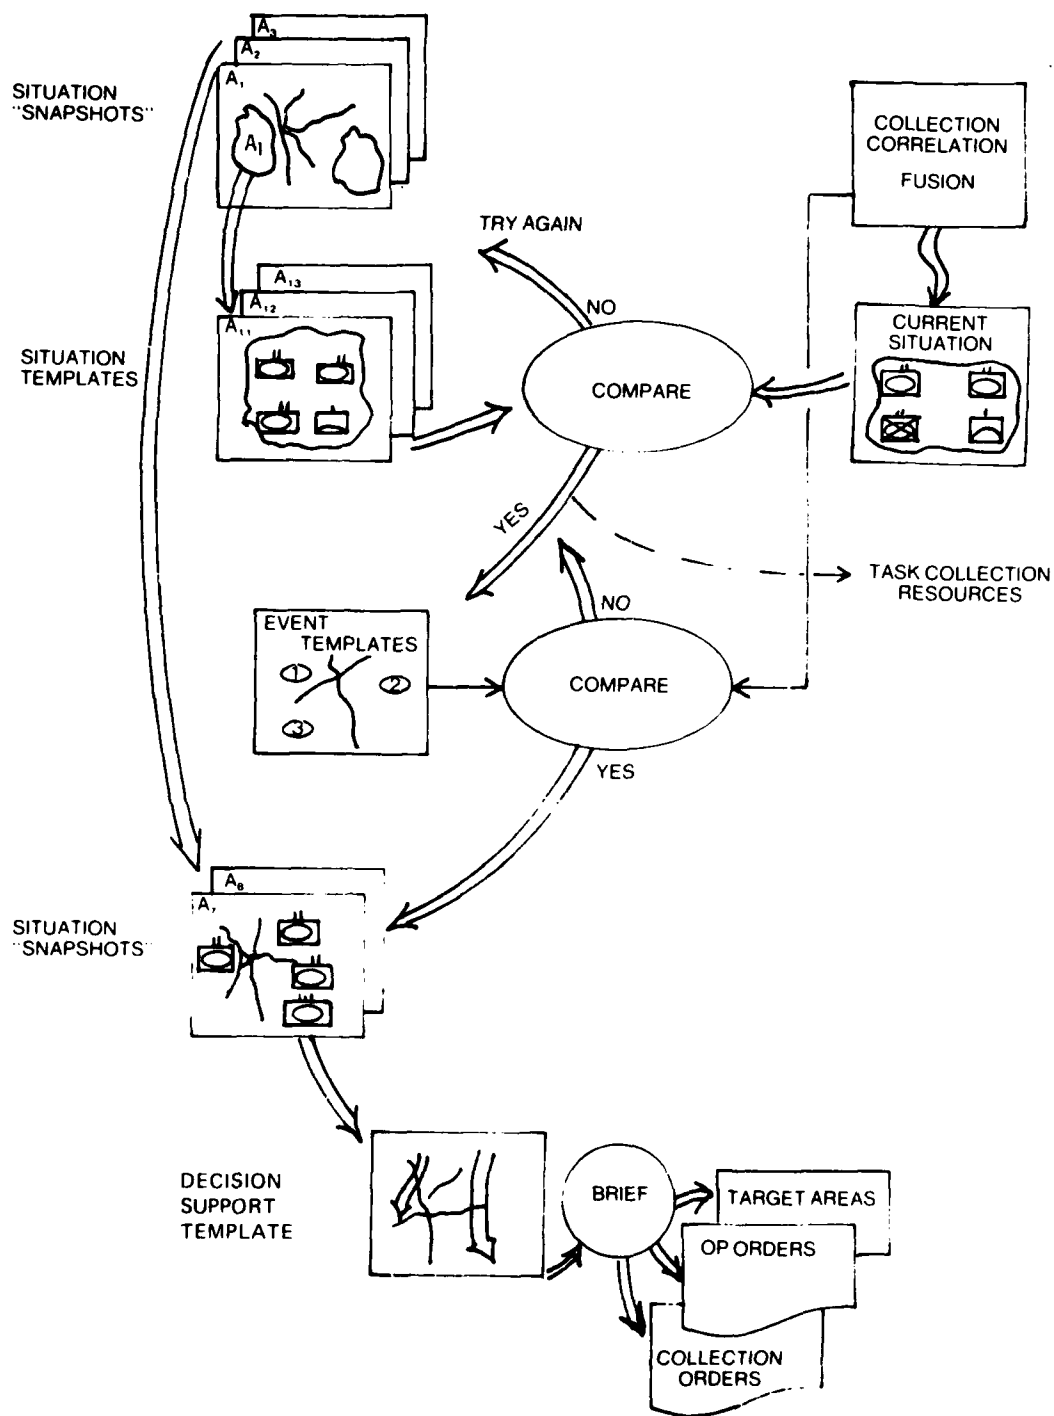 A₃
A₂
A₁
SITUATION
"SNAPSHOTS"
A₁
COLLECTION
CORRELATION
FUSION
TRY AGAIN
NO
A₁₃
A₁₂
A₁₁
SITUATION
TEMPLATES
COMPARE
CURRENT
SITUATION
YES
TASK COLLECTION
RESOURCES
NO
EVENT
TEMPLATES
1
2
3
COMPARE
YES
A₈
A₇
SITUATION
"SNAPSHOTS"
DECISION
SUPPORT
TEMPLATE
BRIEF
TARGET AREAS
OP ORDERS
COLLECTION
ORDERS